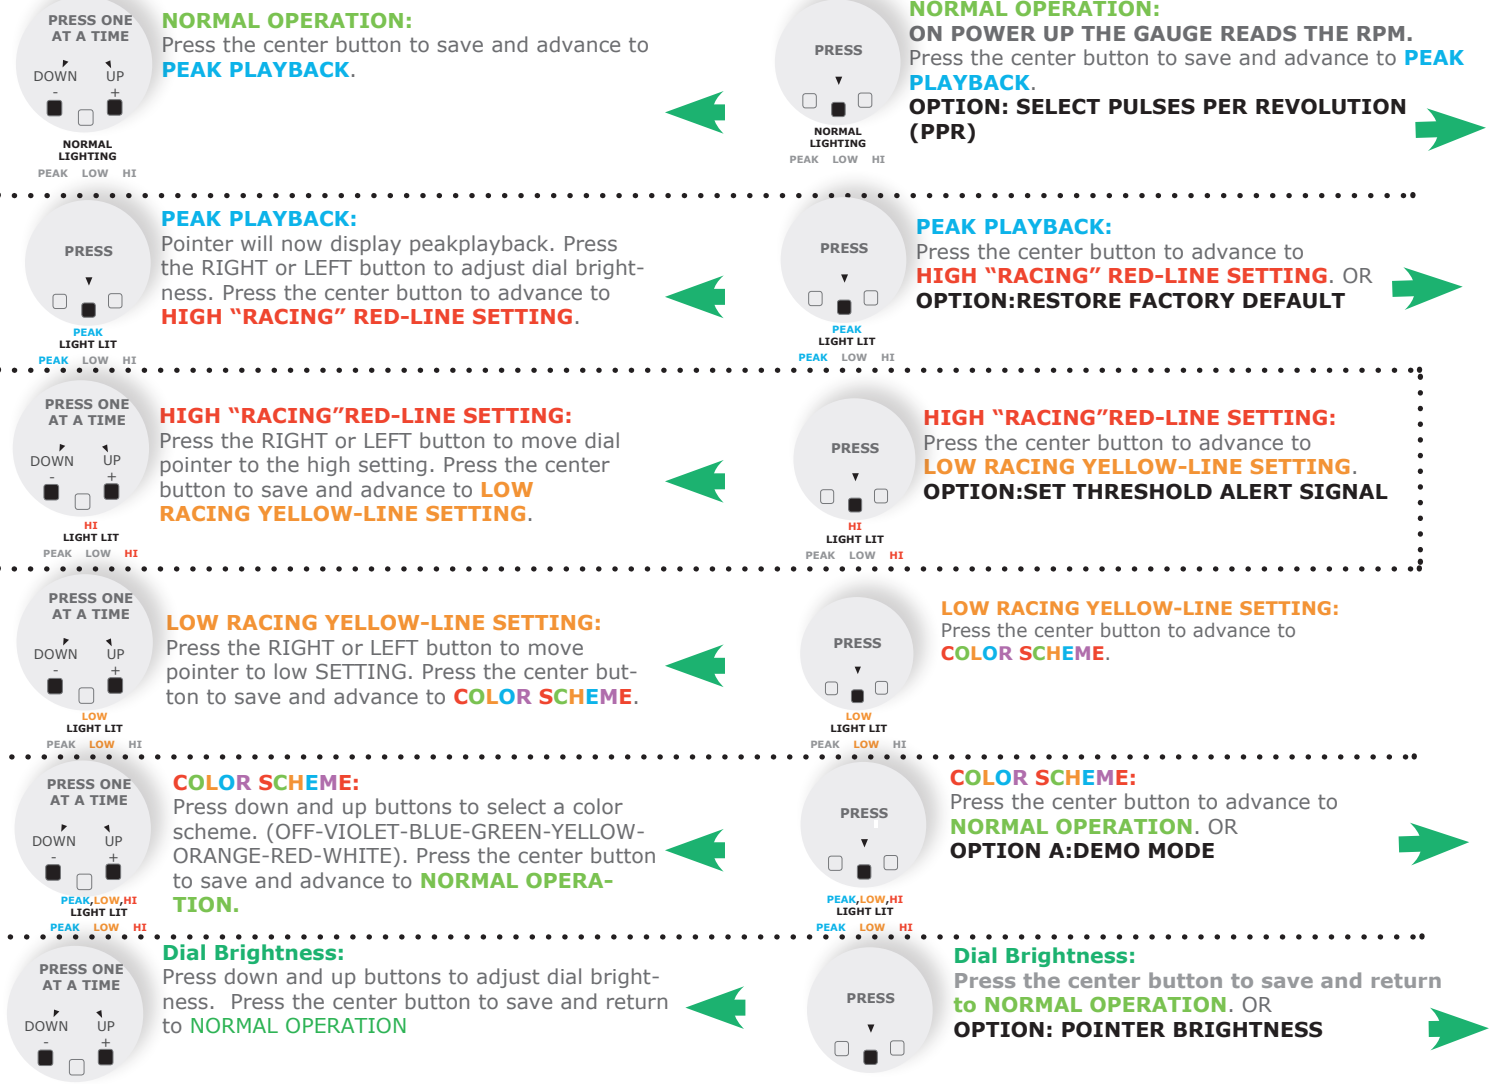 PRESS ONE
AT A TIME
DOWN UP
- +
NORMAL
LIGHTING
PEAK LOW HI
NORMAL OPERATION:
Press the center button to save and advance to
PEAK PLAYBACK.
PRESS
NORMAL
LIGHTING
PEAK LOW HI
NORMAL OPERATION:
ON POWER UP THE GAUGE READS THE RPM.
Press the center button to save and advance to PEAK
PLAYBACK.
OPTION: SELECT PULSES PER REVOLUTION
(PPR)
PRESS
PEAK
LIGHT LIT
PEAK LOW HI
PEAK PLAYBACK:
Pointer will now display peakplayback. Press
the RIGHT or LEFT button to adjust dial bright-
ness. Press the center button to advance to
HIGH “RACING” RED-LINE SETTING.
PRESS
PEAK
LIGHT LIT
PEAK LOW HI
PEAK PLAYBACK:
Press the center button to advance to
HIGH “RACING” RED-LINE SETTING. OR
OPTION:RESTORE FACTORY DEFAULT
PRESS ONE
AT A TIME
DOWN UP
- +
HI
LIGHT LIT
PEAK LOW HI
HIGH “RACING”RED-LINE SETTING:
Press the RIGHT or LEFT button to move dial
pointer to the high setting. Press the center
button to save and advance to LOW
RACING YELLOW-LINE SETTING.
PRESS
HI
LIGHT LIT
PEAK LOW HI
HIGH “RACING”RED-LINE SETTING:
Press the center button to advance to
LOW RACING YELLOW-LINE SETTING.
OPTION:SET THRESHOLD ALERT SIGNAL
PRESS ONE
AT A TIME
DOWN UP
- +
LOW
LIGHT LIT
PEAK LOW HI
LOW RACING YELLOW-LINE SETTING:
Press the RIGHT or LEFT button to move
pointer to low SETTING. Press the center but-
ton to save and advance to COLOR SCHEME.
PRESS
LOW
LIGHT LIT
PEAK LOW HI
LOW RACING YELLOW-LINE SETTING:
Press the center button to advance to
COLOR SCHEME.
PRESS ONE
AT A TIME
DOWN UP
- +
PEAK,LOW,HI
LIGHT LIT
PEAK LOW HI
COLOR SCHEME:
Press down and up buttons to select a color
scheme. (OFF-VIOLET-BLUE-GREEN-YELLOW-
ORANGE-RED-WHITE). Press the center button
to save and advance to NORMAL OPERA-
TION.
PRESS
PEAK,LOW,HI
LIGHT LIT
PEAK LOW HI
COLOR SCHEME:
Press the center button to advance to
NORMAL OPERATION. OR
OPTION A:DEMO MODE
PRESS ONE
AT A TIME
DOWN UP
- +
Dial Brightness:
Press down and up buttons to adjust dial bright-
ness. Press the center button to save and return
to NORMAL OPERATION
PRESS
Dial Brightness:
Press the center button to save and return
to NORMAL OPERATION. OR
OPTION: POINTER BRIGHTNESS